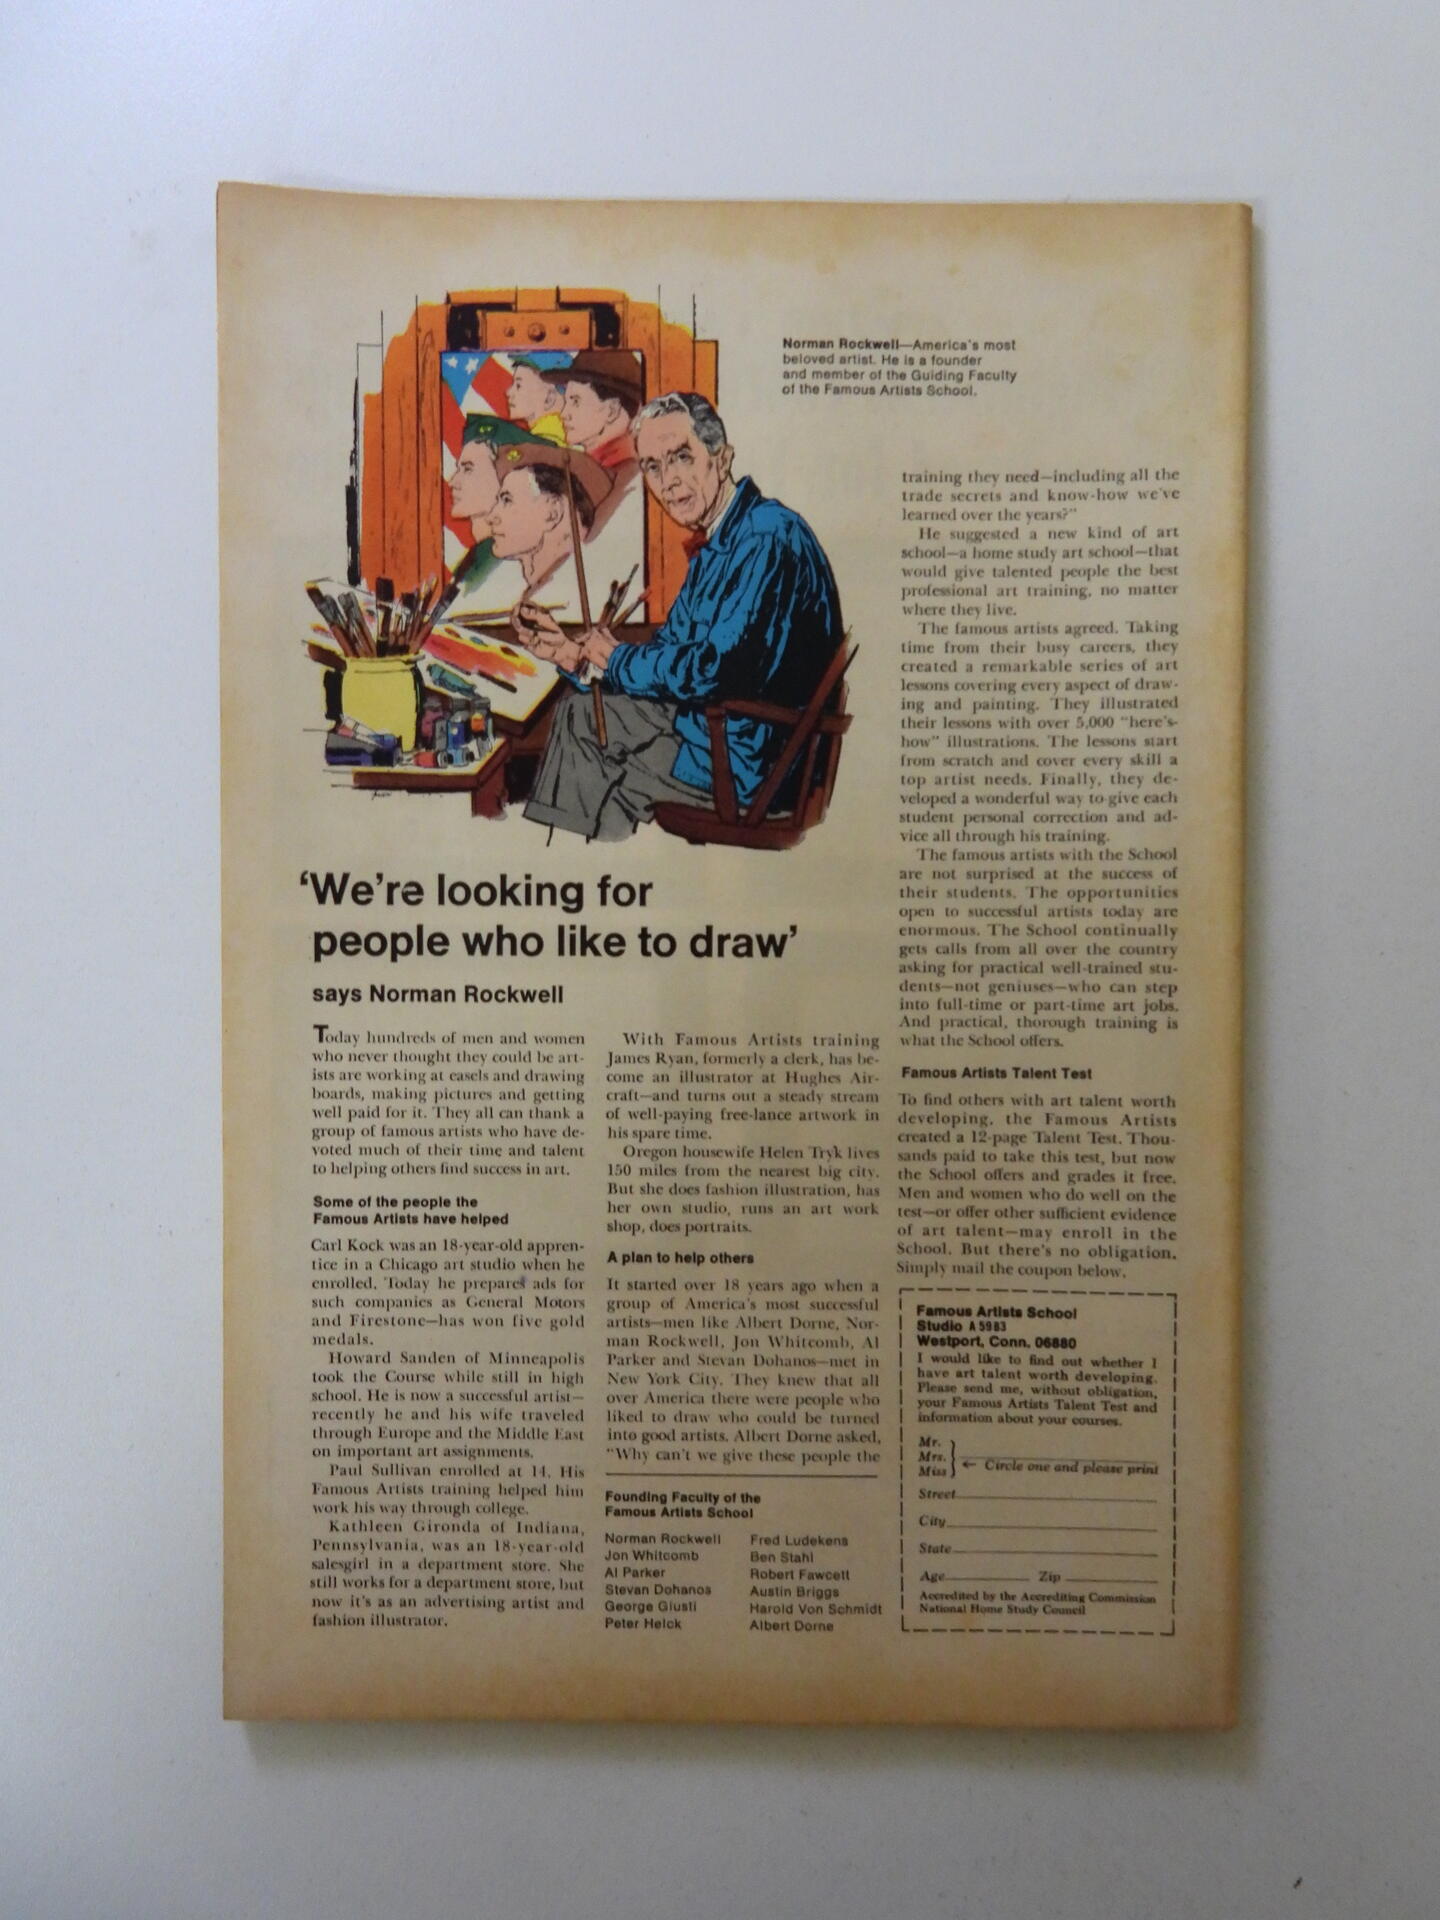 Norman Rockwell—America's most
beloved artist. He is a founder
and member of the Guiding Faculty
of the Famous Artists School.
'We're looking for
people who like to draw'
says Norman Rockwell
Today hundreds of men and women
who never thought they could be art-
ists are working at easels and drawing
boards, making pictures and getting
well paid for it. They all can thank a
group of famous artists who have de-
voted much of their time and talent
to helping others find success in art.
Some of the people the
Famous Artists have helped
Carl Kock was an 18-year-old appren-
tice in a Chicago art studio when he
enrolled. Today he prepares ads for
such companies as General Motors
and Firestone—has won five gold
medals.
Howard Sanden of Minneapolis
took the Course while still in high
school. He is now a successful artist—
recently he and his wife traveled
through Europe and the Middle East
on important art assignments.
Paul Sullivan enrolled at 14. His
Famous Artists training helped him
work his way through college.
Kathleen Gironda of Indiana,
Pennsylvania, was an 18-year-old
salesgirl in a department store. She
still works for a department store, but
now it's as an advertising artist and
fashion illustrator.
With Famous Artists training
James Ryan, formerly a clerk, has be-
come an illustrator at Hughes Air-
craft—and turns out a steady stream
of well-paying free-lance artwork in
his spare time.
Oregon housewife Helen Tryk lives
150 miles from the nearest big city.
But she does fashion illustration, has
her own studio, runs an art work
shop, does portraits.
A plan to help others
It started over 18 years ago when a
group of America's most successful
artists—men like Albert Dorne, Nor-
man Rockwell, Jon Whitcomb, Al
Parker and Stevan Dohanos—met in
New York City. They knew that all
over America there were people who
liked to draw who could be turned
into good artists. Albert Dorne asked,
"Why can't we give these people the
Founding Faculty of the
Famous Artists School
Norman Rockwell
Jon Whitcomb
Al Parker
Stevan Dohanos
George Giusti
Peter Helck
Fred Ludekens
Ben Stahl
Robert Fawcett
Austin Briggs
Harold Von Schmidt
Albert Dorne
training they need—including all the
trade secrets and know-how we've
learned over the years?"
He suggested a new kind of art
school—a home study art school—that
would give talented people the best
professional art training, no matter
where they live.
The famous artists agreed. Taking
time from their busy careers, they
created a remarkable series of art
lessons covering every aspect of draw-
ing and painting. They illustrated
their lessons with over 5,000 "here's-
how" illustrations. The lessons start
from scratch and cover every skill a
top artist needs. Finally, they de-
veloped a wonderful way to give each
student personal correction and ad-
vice all through his training.
The famous artists with the School
are not surprised at the success of
their students. The opportunities
open to successful artists today are
enormous. The School continually
gets calls from all over the country
asking for practical well-trained stu-
dents—not geniuses—who can step
into full-time or part-time art jobs.
And practical, thorough training is
what the School offers.
Famous Artists Talent Test
To find others with art talent worth
developing, the Famous Artists
created a 12-page Talent Test. Thou-
sands paid to take this test, but now
the School offers and grades it free.
Men and women who do well on the
test—or offer other sufficient evidence
of art talent—may enroll in the
School. But there's no obligation.
Simply mail the coupon below.
Famous Artists School
Studio A5983
Westport, Conn. 06880
I would like to find out whether I
have art talent worth developing.
Please send me, without obligation,
your Famous Artists Talent Test and
information about your courses.
Mr.
Mrs.
Miss ← Circle one and please print
Street
City
State
Age Zip
Accredited by the Accrediting Commission
National Home Study Council